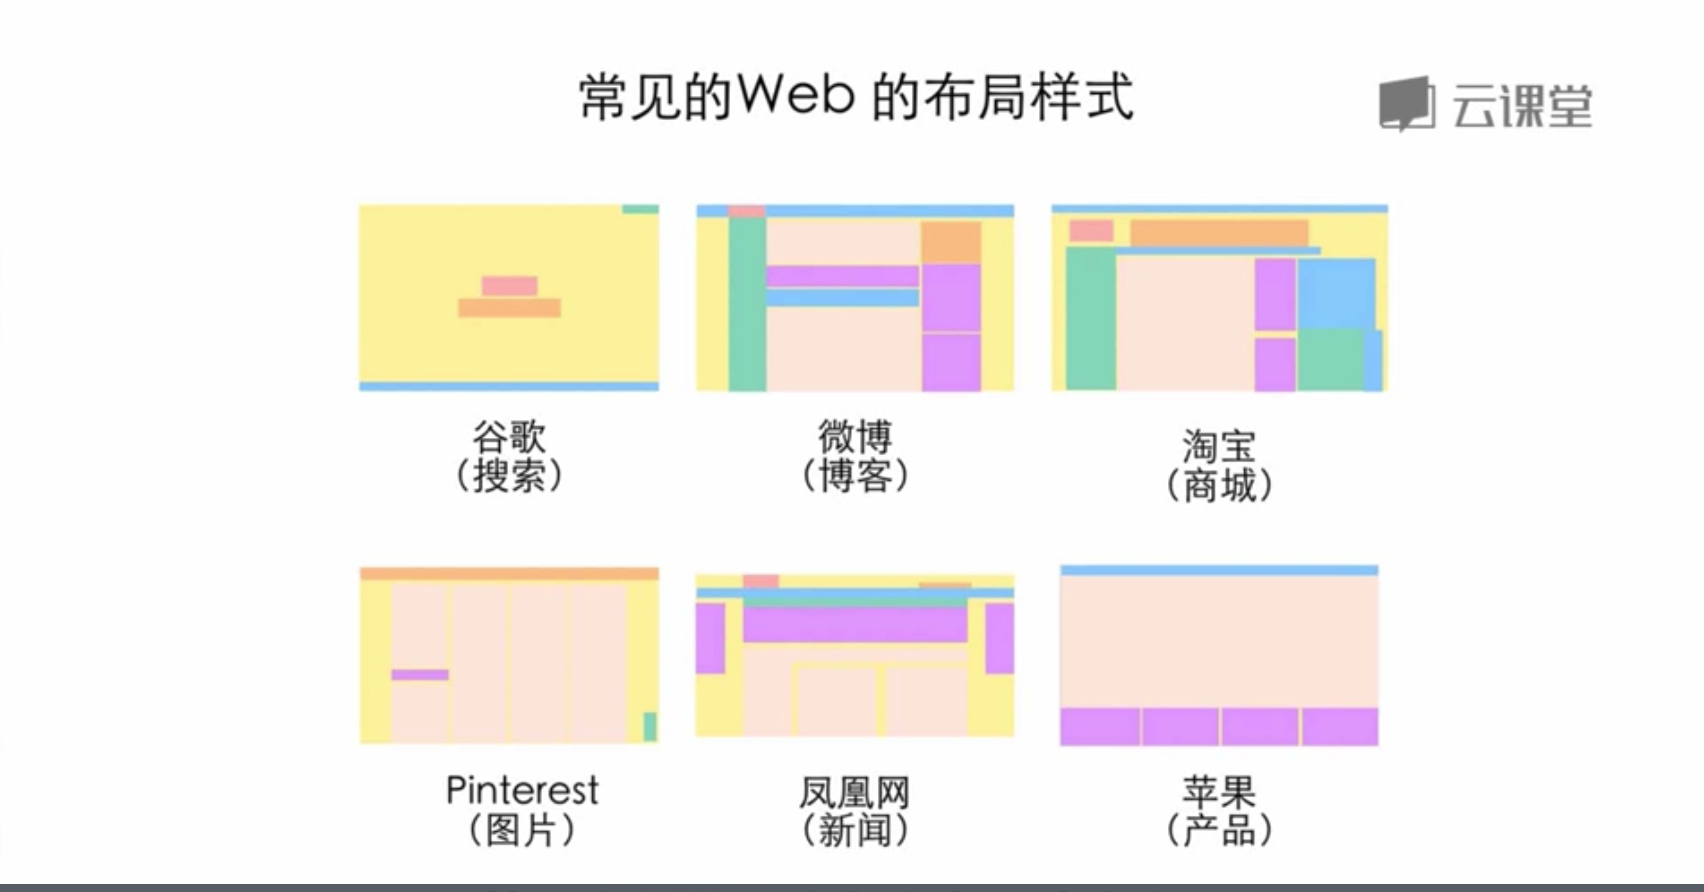 常见的Web 的布局样式
云课堂
谷歌
（搜索）
微博
（博客）
淘宝
（商城）
Pinterest
（图片）
凤凰网
（新闻）
苹果
（产品）